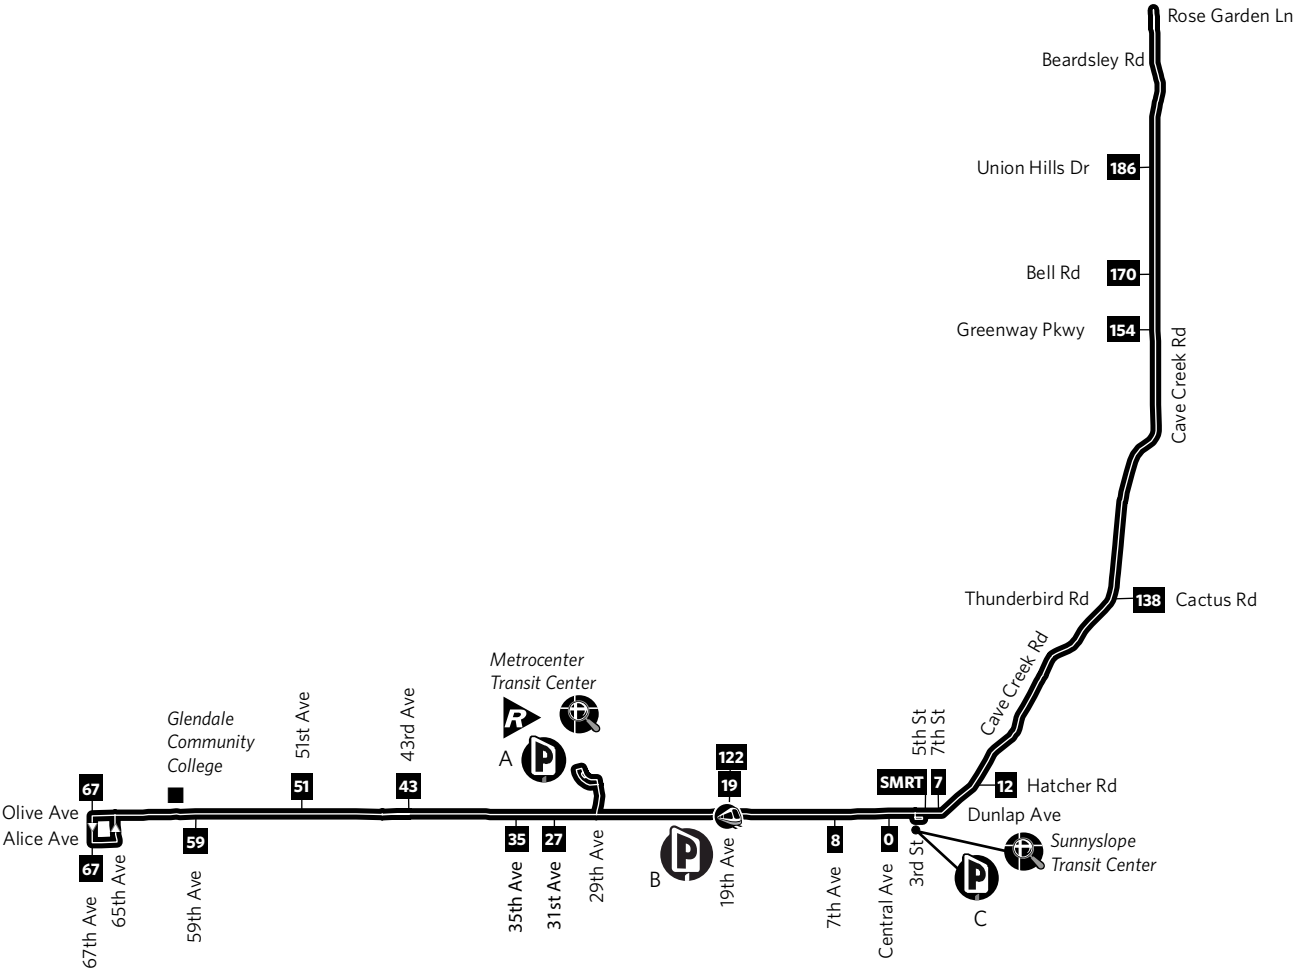 Rose Garden Ln
Beardsley Rd
Union Hills Dr
186
Bell Rd
170
Greenway Pkwy
154
Cave Creek Rd
Thunderbird Rd
138
Cactus Rd
Cave Creek Rd
Metrocenter
Transit Center
R
A
P
Glendale
Community
College
51st Ave
43rd Ave
5th St
7th St
122
67
51
43
19
SMRT
7
12
Hatcher Rd
Olive Ave
Dunlap Ave
Alice Ave
59
35
27
8
0
Sunnyslope
Transit Center
67
65th Ave
67th Ave
59th Ave
35th Ave
31st Ave
29th Ave
B
P
19th Ave
7th Ave
Central Ave
3rd St
P
C